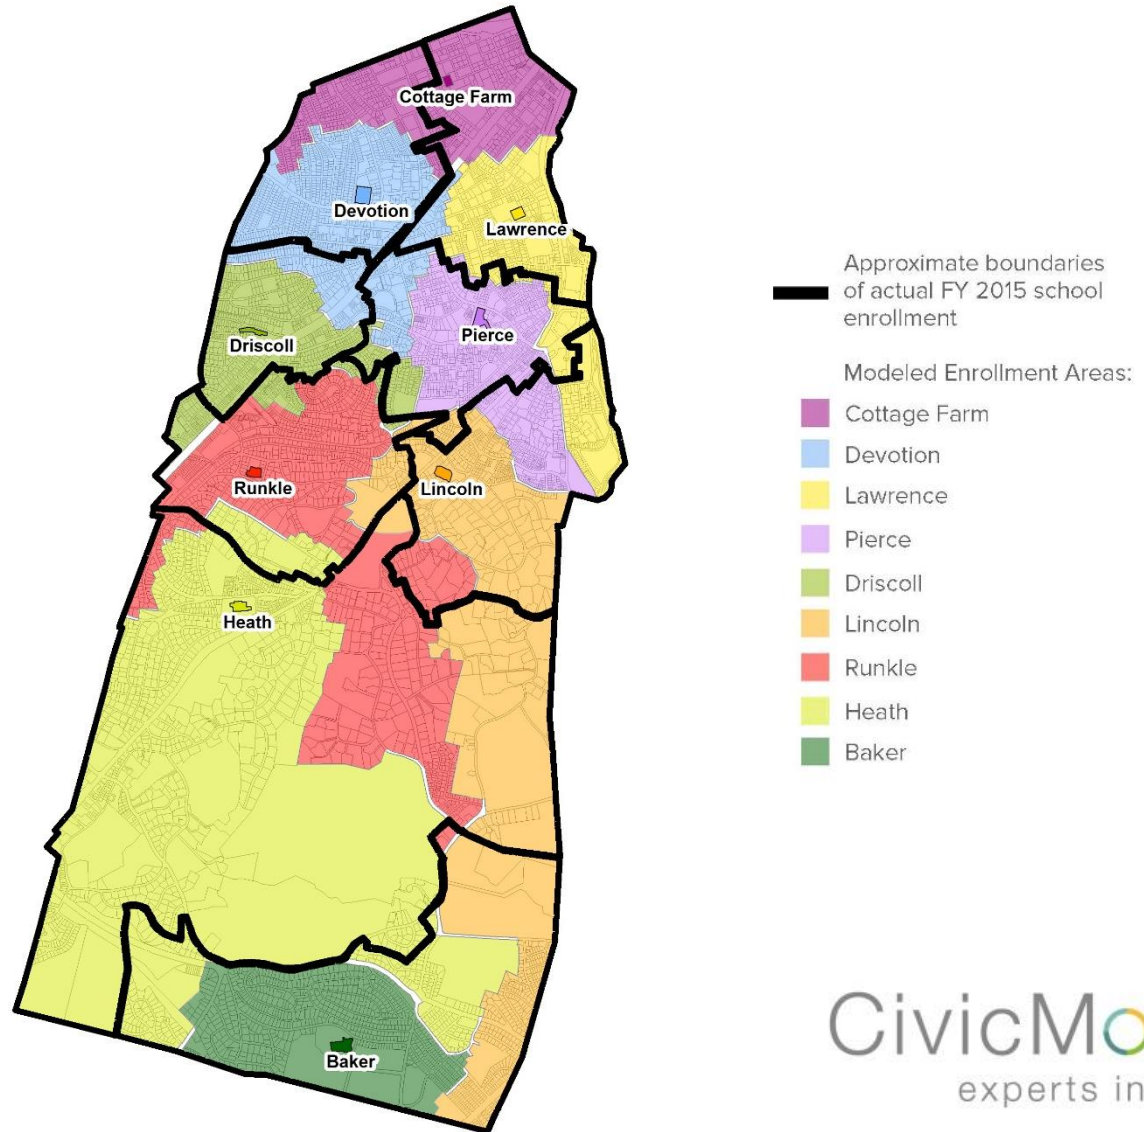 Cottage Farm
Devotion
Lawrence
Driscoll
Pierce
Runkle
Lincoln
Heath
Baker
Approximate boundaries
of actual FY 2015 school
enrollment
Modeled Enrollment Areas:
Cottage Farm
Devotion
Lawrence
Pierce
Driscoll
Lincoln
Runkle
Heath
Baker
CivicMo
experts in